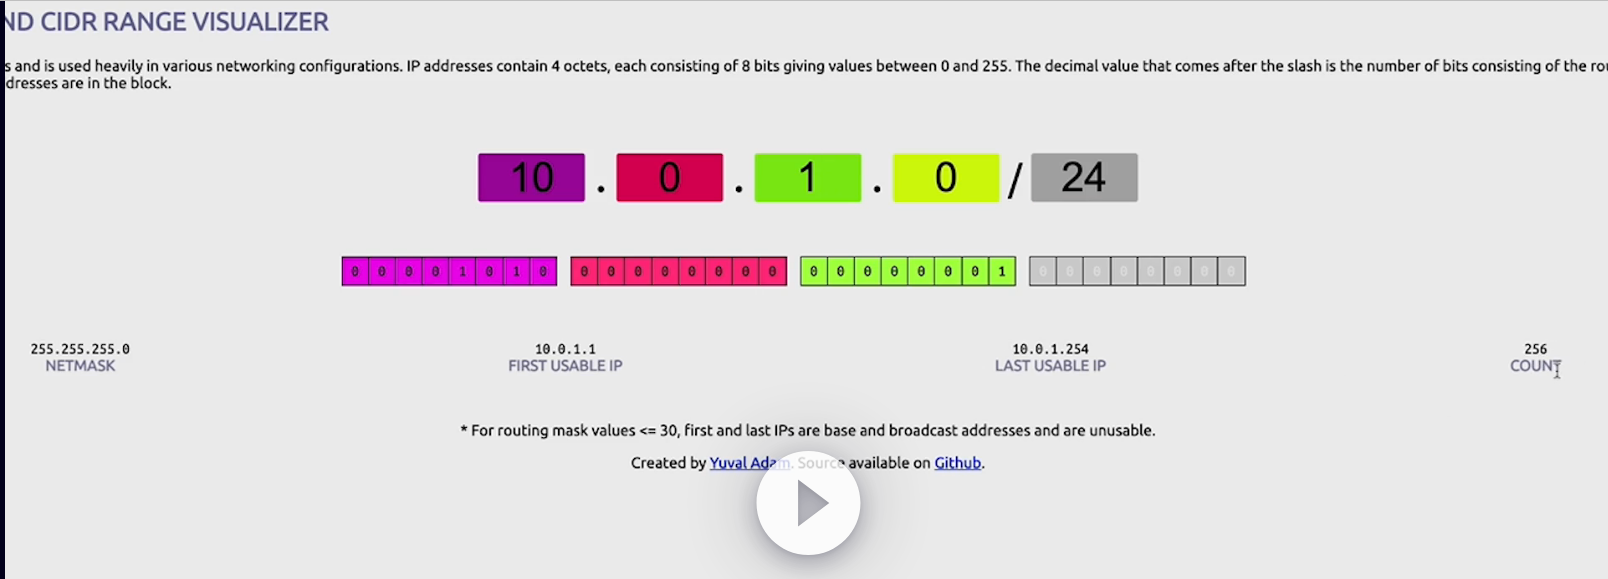 ND CIDR RANGE VISUALIZER
s and is used heavily in various networking configurations. IP addresses contain 4 octets, each consisting of 8 bits giving values between 0 and 255. The decimal value that comes after the slash is the number of bits consisting of the rou
dresses are in the block.
10 . 0 . 1 . 0 / 24
0 0 0 0 1 0 1 0 0 0 0 0 0 0 0 0 0 0 0 0 0 0 0 1 0 0 0 0 0 0 0 0
255.255.255.0 10.0.1.1 10.0.1.254 256
NETMASK FIRST USABLE IP LAST USABLE IP COUNT
* For routing mask values <= 30, first and last IPs are base and broadcast addresses and are unusable.
Created by Yuval Adam. Source available on Github.